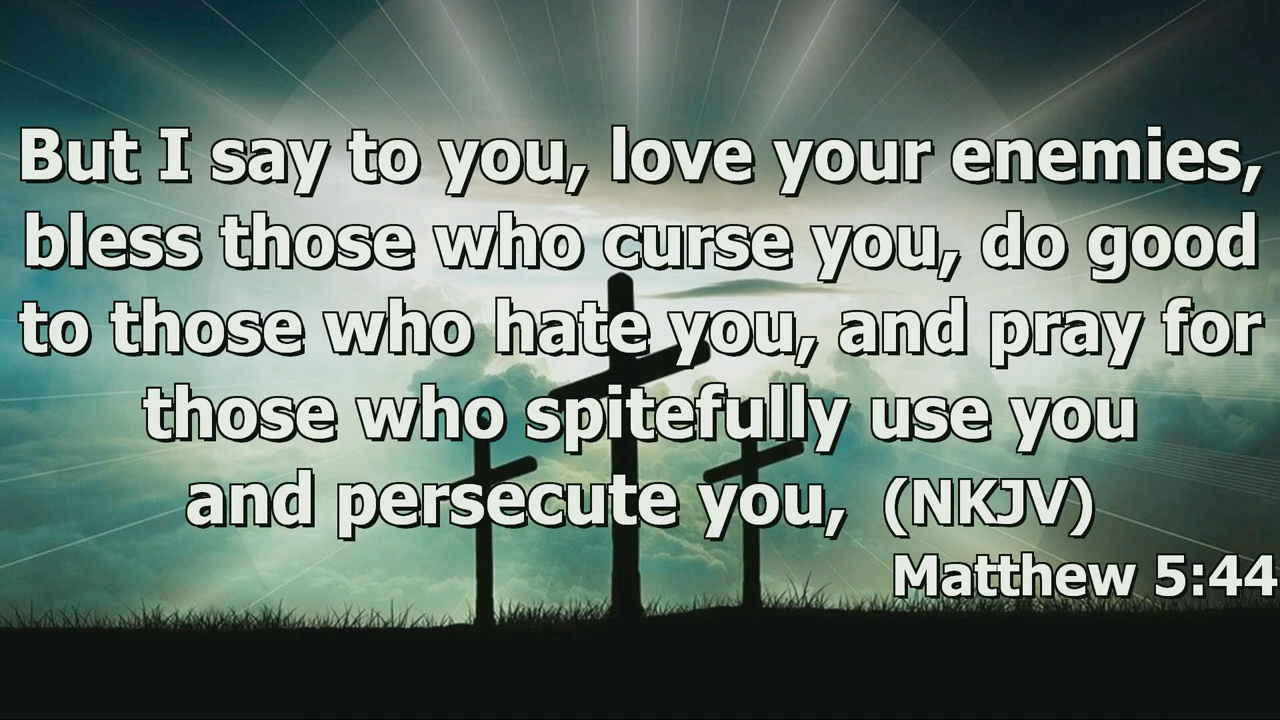 But I say to you, love your enemies,
bless those who curse you, do good
to those who hate you, and pray for
those who spitefully use you
and persecute you, (NKJV)
Matthew 5:44